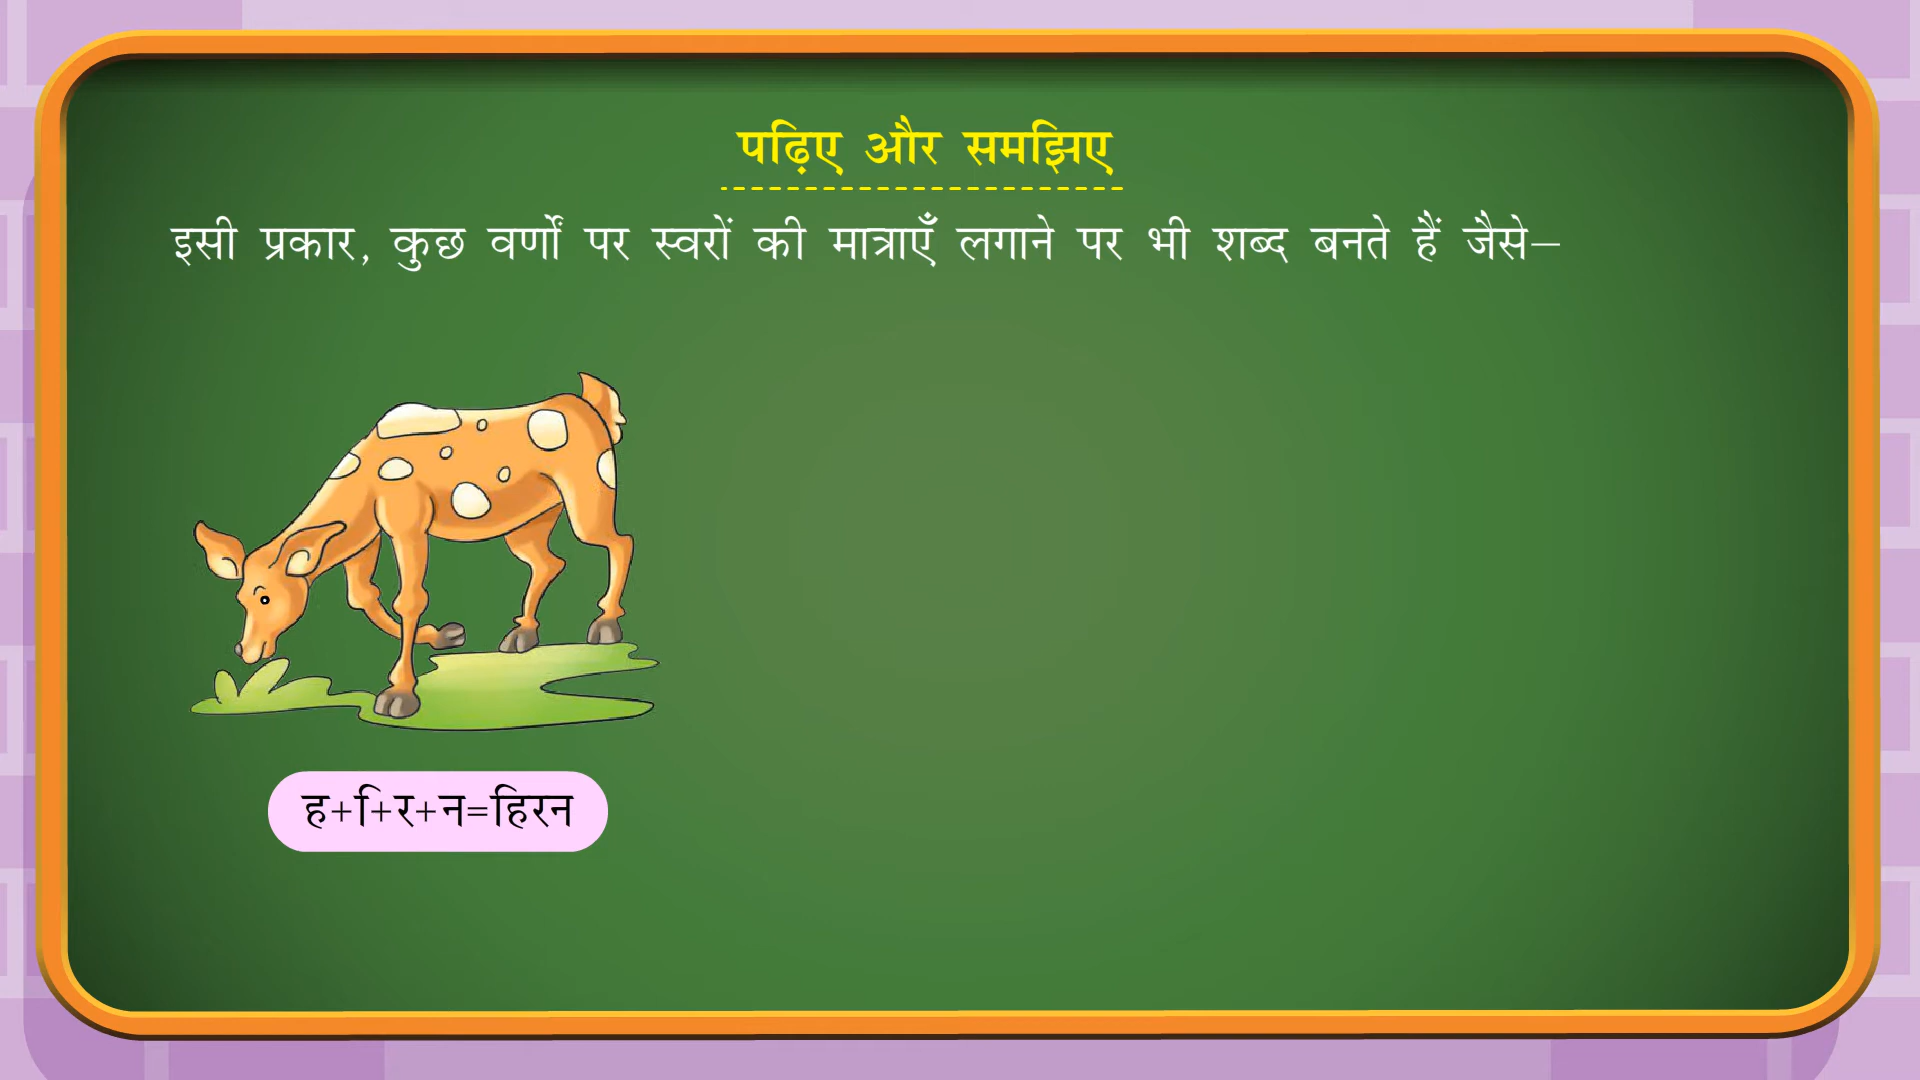 पढ़िए और समझिए
इसी प्रकार, कुछ वर्णों पर स्वरों की मात्राएँ लगाने पर भी शब्द बनते हैं जैसे–
ह+ि+र+न=हिरन